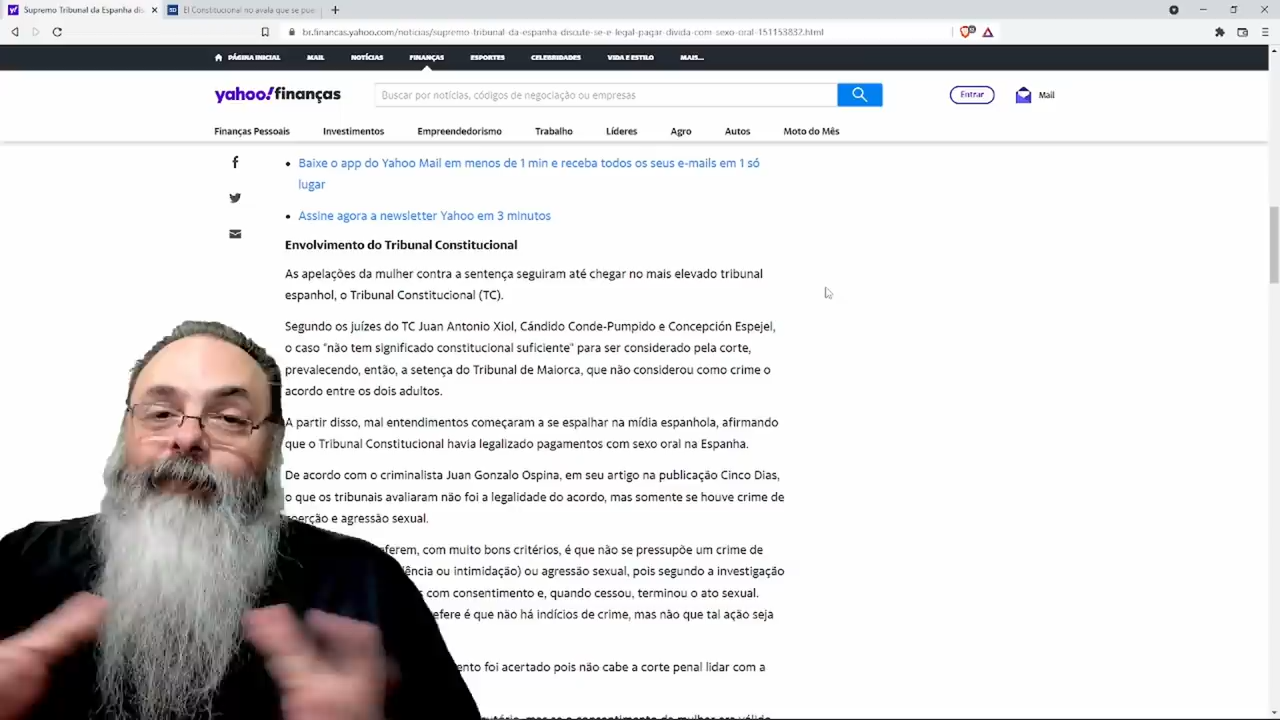 Supremo Tribunal da Espanha dis
El Constitucional no avala que se pue
br.financas.yahoo.com/noticias/supremo-tribunal-da-espanha-discute-se-e-legal-pagar-divida-com-sexo-oral-151153832.html
PÁGINA INICIAL MAIL NOTÍCIAS FINANÇAS ESPORTES CELEBRIDADES VIDA E ESTILO MAIS...
yahoo!finanças
Buscar por notícias, códigos de negociação ou empresas
Entrar
Mail
Finanças Pessoais Investimentos Empreendedorismo Trabalho Líderes Agro Autos Moto do Mês
Baixe o app do Yahoo Mail em menos de 1 min e receba todos os seus e-mails em 1 só
lugar
Assine agora a newsletter Yahoo em 3 minutos
Envolvimento do Tribunal Constitucional
As apelações da mulher contra a sentença seguiram até chegar no mais elevado tribunal
espanhol, o Tribunal Constitucional (TC).
Segundo os juízes do TC Juan Antonio Xiol, Cándido Conde-Pumpido e Concepción Espejel,
o caso "não tem significado constitucional suficiente" para ser considerado pela corte,
prevalecendo, então, a setença do Tribunal de Maiorca, que não considerou como crime o
acordo entre os dois adultos.
A partir disso, mal entendimentos começaram a se espalhar na mídia espanhola, afirmando
que o Tribunal Constitucional havia legalizado pagamentos com sexo oral na Espanha.
De acordo com o criminalista Juan Gonzalo Ospina, em seu artigo na publicação Cinco Dias,
o que os tribunais avaliaram não foi a legalidade do acordo, mas somente se houve crime de
coerção e agressão sexual.
ferem, com muito bons critérios, é que não se pressupõe um crime de
ência ou intimidação) ou agressão sexual, pois segundo a investigação
com consentimento e, quando cessou, terminou o ato sexual.
efere é que não há indícios de crime, mas não que tal ação seja
ento foi acertado pois não cabe a corte penal lidar com a